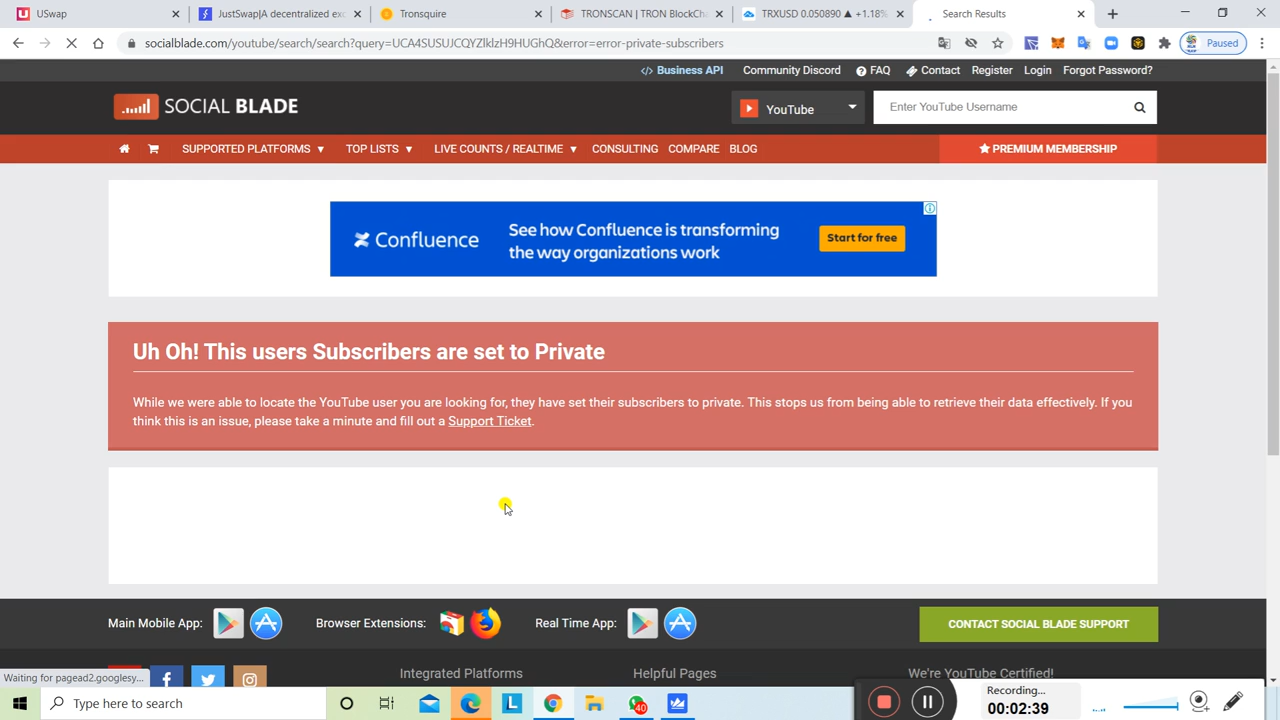 USwap
JustSwap|A decentralized exc
Tronsquire
TRONSCAN | TRON BlockCha
TRXUSD 0.050890 ▲ +1.18%
Search Results
socialblade.com/youtube/search/search?query=UCA4SU3UJCQYZlklzH9HUGhQ&error=error-private-subscribers
Paused
</> Business API
Community Discord
FAQ
Contact
Register
Login
Forgot Password?
SOCIAL BLADE
YouTube
Enter YouTube Username
SUPPORTED PLATFORMS
TOP LISTS
LIVE COUNTS / REALTIME
CONSULTING
COMPARE
BLOG
PREMIUM MEMBERSHIP
Confluence
See how Confluence is transforming
the way organizations work
Start for free
Uh Oh! This users Subscribers are set to Private
While we were able to locate the YouTube user you are looking for, they have set their subscribers to private. This stops us from being able to retrieve their data effectively. If you
think this is an issue, please take a minute and fill out a Support Ticket.
Main Mobile App:
Browser Extensions:
Real Time App:
CONTACT SOCIAL BLADE SUPPORT
Waiting for pagead2.googlesy...
Integrated Platforms
Helpful Pages
We're YouTube Certified!
Type here to search
L
40
Recording...
00:02:39